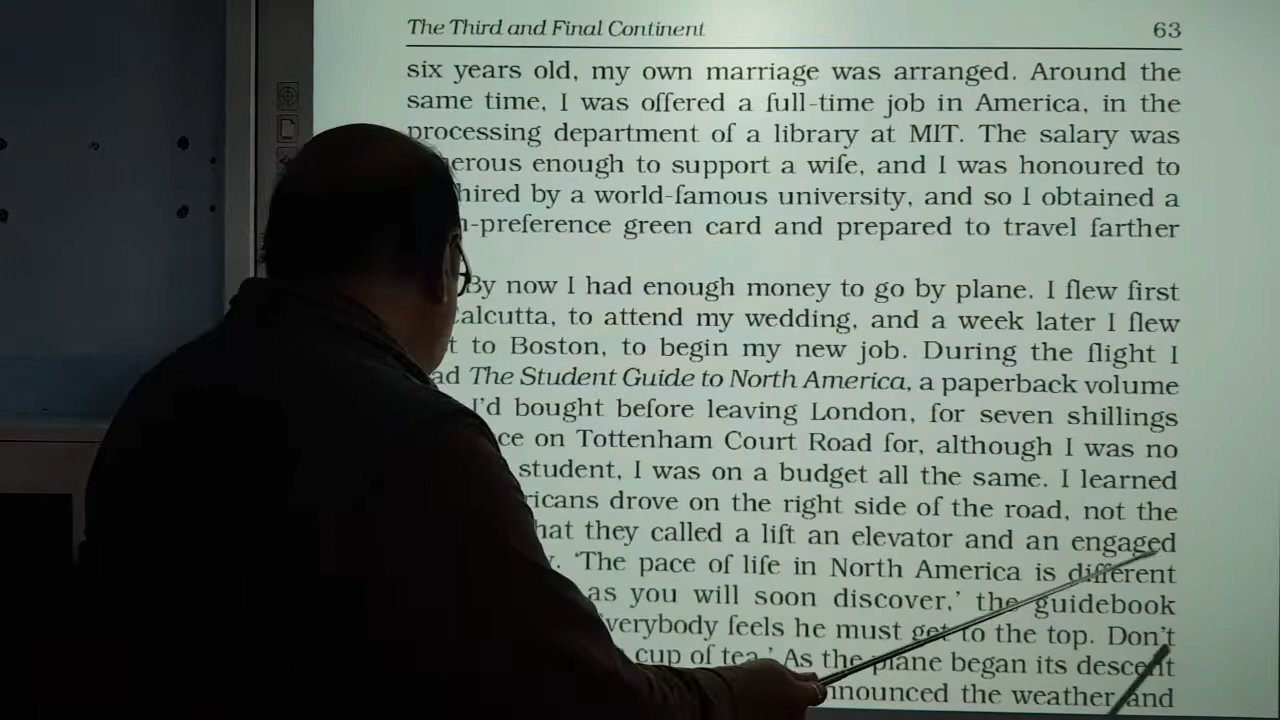 The Third and Final Continent 63
six years old, my own marriage was arranged. Around the
same time, I was offered a full-time job in America, in the
processing department of a library at MIT. The salary was
erous enough to support a wife, and I was honoured to
hired by a world-famous university, and so I obtained a
-preference green card and prepared to travel farther
By now I had enough money to go by plane. I flew first
alcutta, to attend my wedding, and a week later I flew
t to Boston, to begin my new job. During the flight I
ad The Student Guide to North America, a paperback volume
I'd bought before leaving London, for seven shillings
ce on Tottenham Court Road for, although I was no
student, I was on a budget all the same. I learned
ricans drove on the right side of the road, not the
hat they called a lift an elevator and an engaged
. ‘The pace of life in North America is different
as you will soon discover,’ the guidebook
verybody feels he must get to the top. Don’t
cup of tea.’ As the plane began its descent
nnounced the weather and